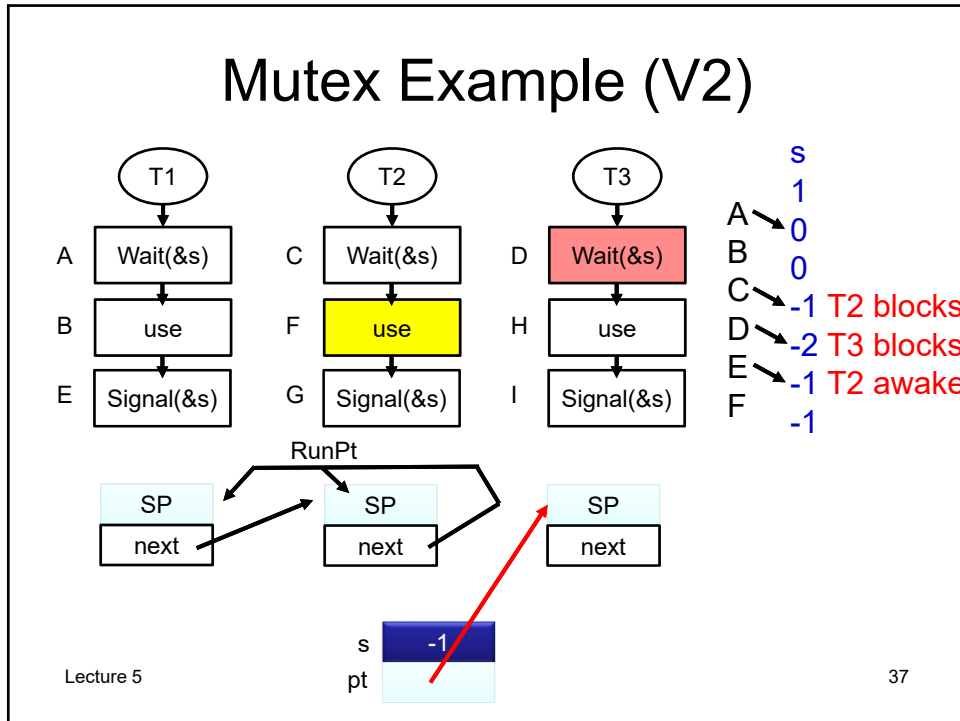 Mutex Example (V2)
T1 T2 T3
A Wait(&s) C Wait(&s) D Wait(&s)
B use F use H use
E Signal(&s) G Signal(&s) I Signal(&s)
s
1
A 0
B 0
C -1 T2 blocks
D -2 T3 blocks
E -1 T2 awake
F -1
RunPt
SP SP SP
next next next
s -1
pt
Lecture 5 37